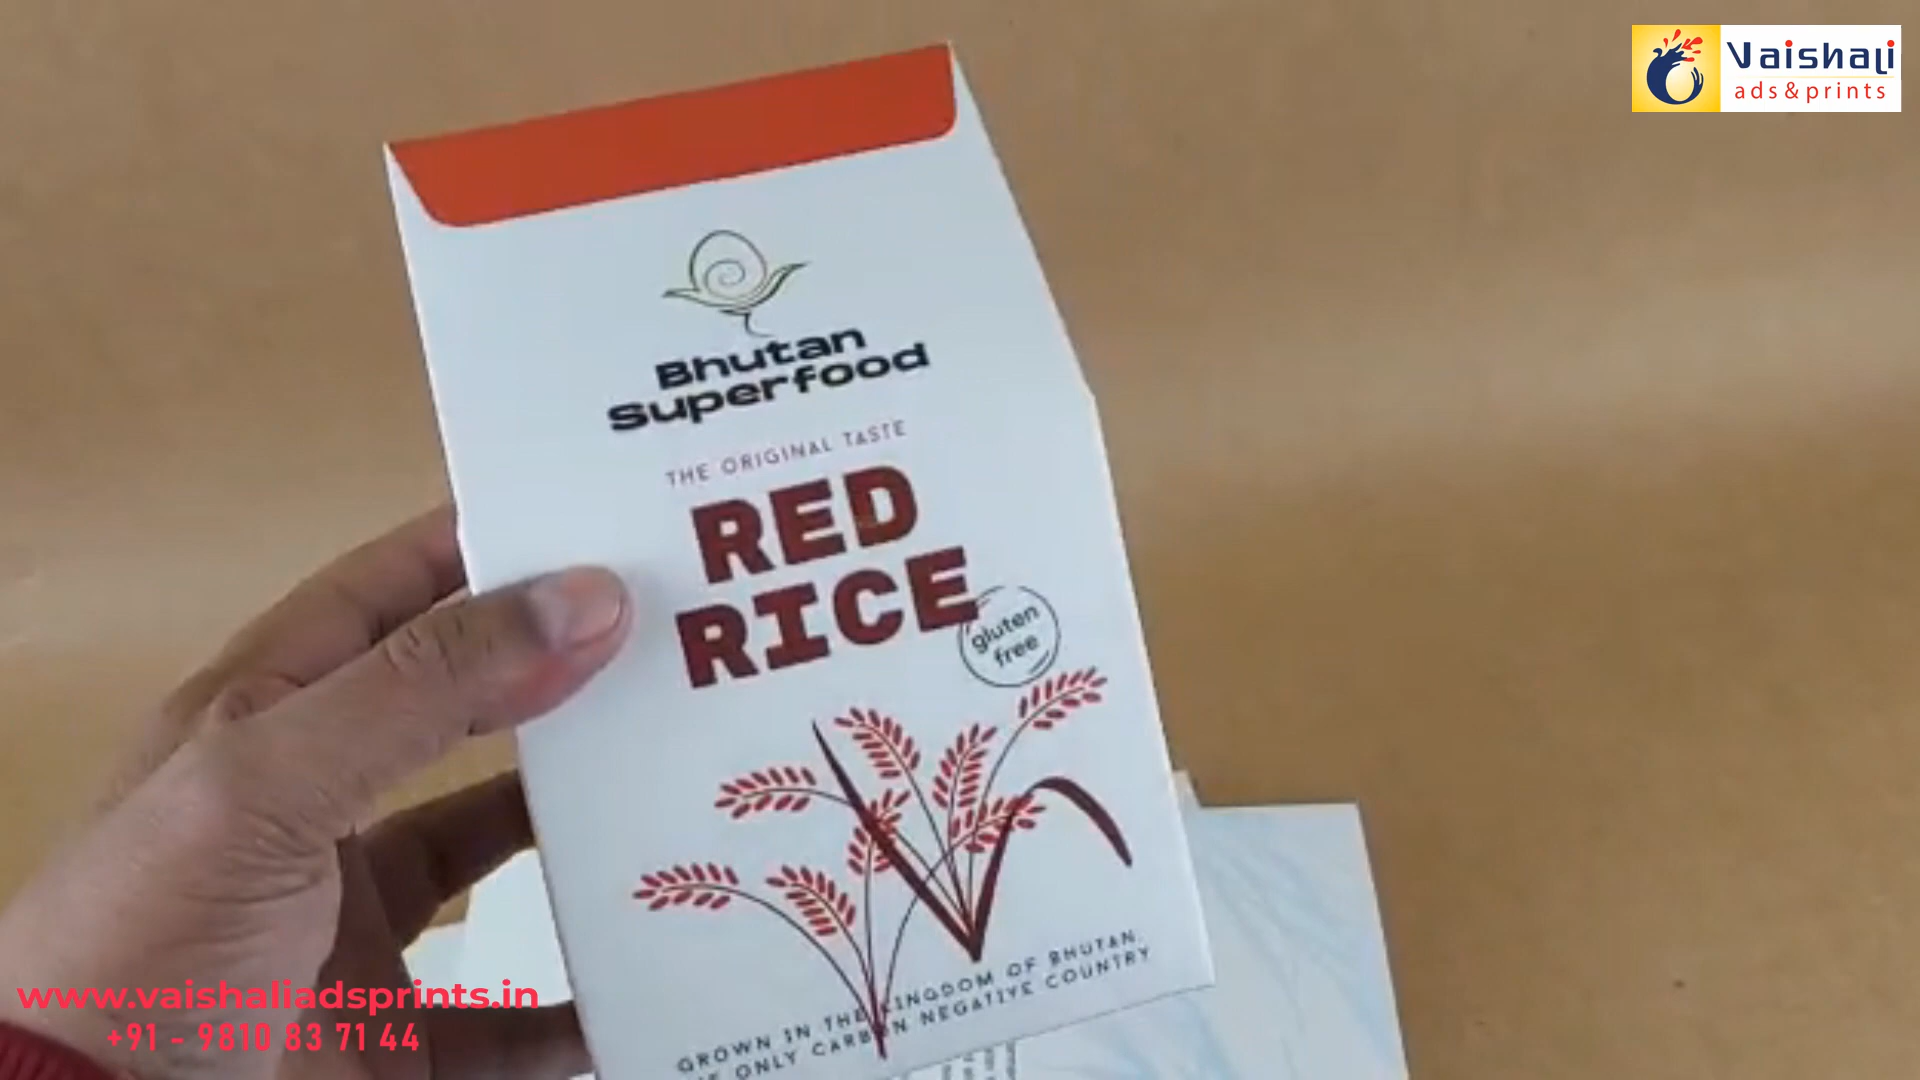 Vaishali
ads&prints
Bhutan
Superfood
THE ORIGINAL TASTE
RED
RICE
gluten
free
GROWN IN THE KINGDOM OF BHUTAN,
ONLY CARBON NEGATIVE COUNTRY
www.vaishaliadsprints.in
+91 - 9810 83 71 44